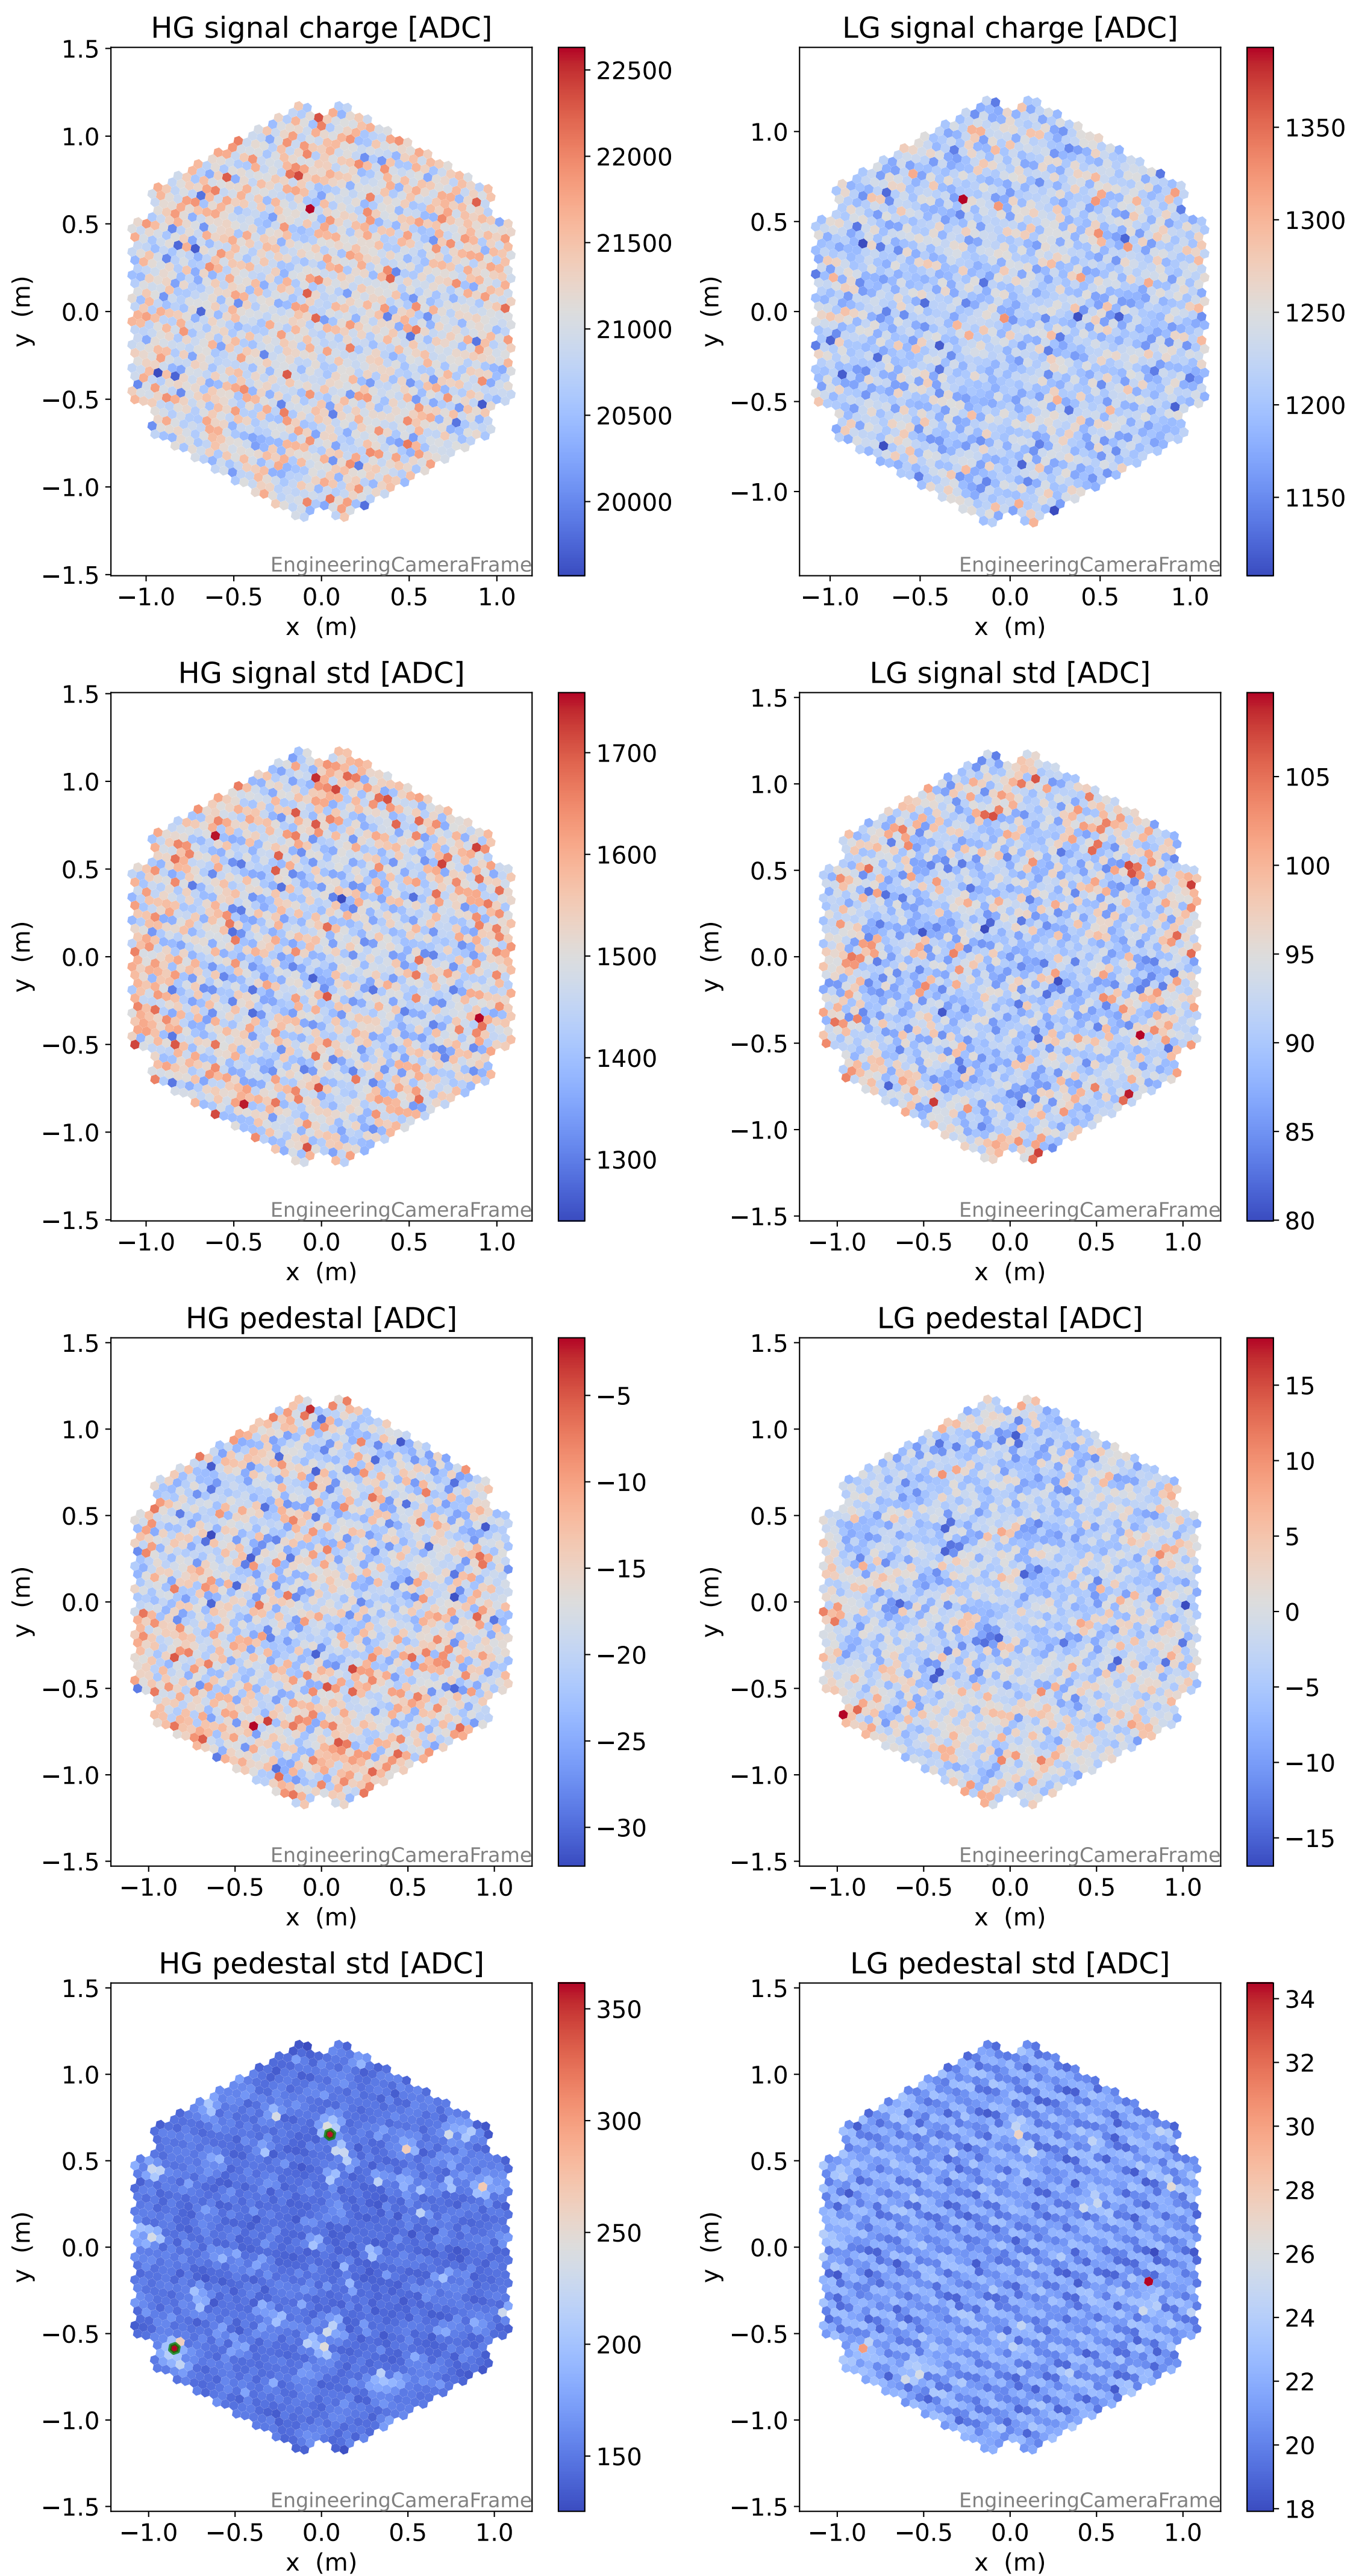 HG signal charge [ADC]
1.5
1.0
0.5
0.0
−0.5
−1.0
−1.5
y (m)
EngineeringCameraFrame
−1.0 −0.5 0.0 0.5 1.0
x (m)
22500
22000
21500
21000
20500
20000
LG signal charge [ADC]
1.0
0.5
0.0
−0.5
−1.0
y (m)
EngineeringCameraFrame
−1.0 −0.5 0.0 0.5 1.0
x (m)
1350
1300
1250
1200
1150
HG signal std [ADC]
1.5
1.0
0.5
0.0
−0.5
−1.0
−1.5
y (m)
EngineeringCameraFrame
−1.0 −0.5 0.0 0.5 1.0
x (m)
1700
1600
1500
1400
1300
LG signal std [ADC]
1.5
1.0
0.5
0.0
−0.5
−1.0
−1.5
y (m)
EngineeringCameraFrame
−1.0 −0.5 0.0 0.5 1.0
x (m)
105
100
95
90
85
80
HG pedestal [ADC]
1.5
1.0
0.5
0.0
−0.5
−1.0
−1.5
y (m)
EngineeringCameraFrame
−1.0 −0.5 0.0 0.5 1.0
x (m)
−5
−10
−15
−20
−25
−30
LG pedestal [ADC]
1.5
1.0
0.5
0.0
−0.5
−1.0
−1.5
y (m)
EngineeringCameraFrame
−1.0 −0.5 0.0 0.5 1.0
x (m)
15
10
5
0
−5
−10
−15
HG pedestal std [ADC]
1.5
1.0
0.5
0.0
−0.5
−1.0
−1.5
y (m)
EngineeringCameraFrame
−1.0 −0.5 0.0 0.5 1.0
x (m)
350
300
250
200
150
LG pedestal std [ADC]
1.5
1.0
0.5
0.0
−0.5
−1.0
−1.5
y (m)
EngineeringCameraFrame
−1.0 −0.5 0.0 0.5 1.0
x (m)
34
32
30
28
26
24
22
20
18